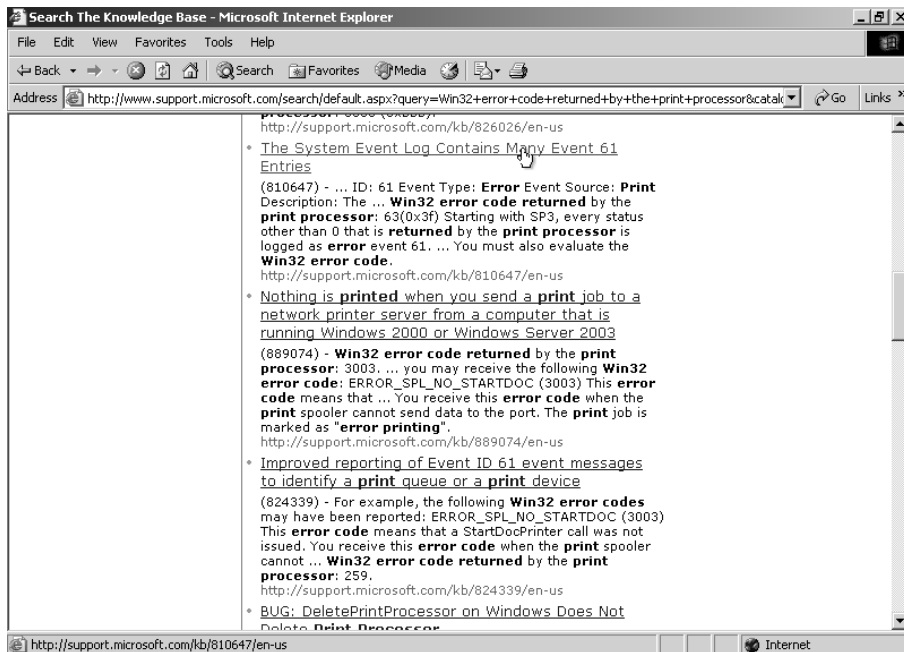 Search The Knowledge Base - Microsoft Internet Explorer
File Edit View Favorites Tools Help
Back Search Favorites Media
Address http://www.support.microsoft.com/search/default.aspx?query=Win32+error+code+returned+by+the+print+processor&catalo Go Links »
http://support.microsoft.com/kb/826026/en-us
The System Event Log Contains Many Event 61
Entries
(810647) - ... ID: 61 Event Type: Error Event Source: Print
Description: The ... Win32 error code returned by the
print processor: 63(0x3f) Starting with SP3, every status
other than 0 that is returned by the print processor is
logged as error event 61. ... You must also evaluate the
Win32 error code.
http://support.microsoft.com/kb/810647/en-us
Nothing is printed when you send a print job to a
network printer server from a computer that is
running Windows 2000 or Windows Server 2003
(889074) - Win32 error code returned by the print
processor: 3003. ... you may receive the following Win32
error code: ERROR_SPL_NO_STARTDOC (3003) This error
code means that ... You receive this error code when the
print spooler cannot send data to the port. The print job is
marked as "error printing".
http://support.microsoft.com/kb/889074/en-us
Improved reporting of Event ID 61 event messages
to identify a print queue or a print device
(824339) - For example, the following Win32 error codes
may have been reported: ERROR_SPL_NO_STARTDOC (3003)
This error code means that a StartDocPrinter call was not
issued. You receive this error code when the print spooler
cannot ... Win32 error code returned by the print
processor: 259.
http://support.microsoft.com/kb/824339/en-us
BUG: DeletePrintProcessor on Windows Does Not
Delete Print Processor
http://support.microsoft.com/kb/810647/en-us Internet